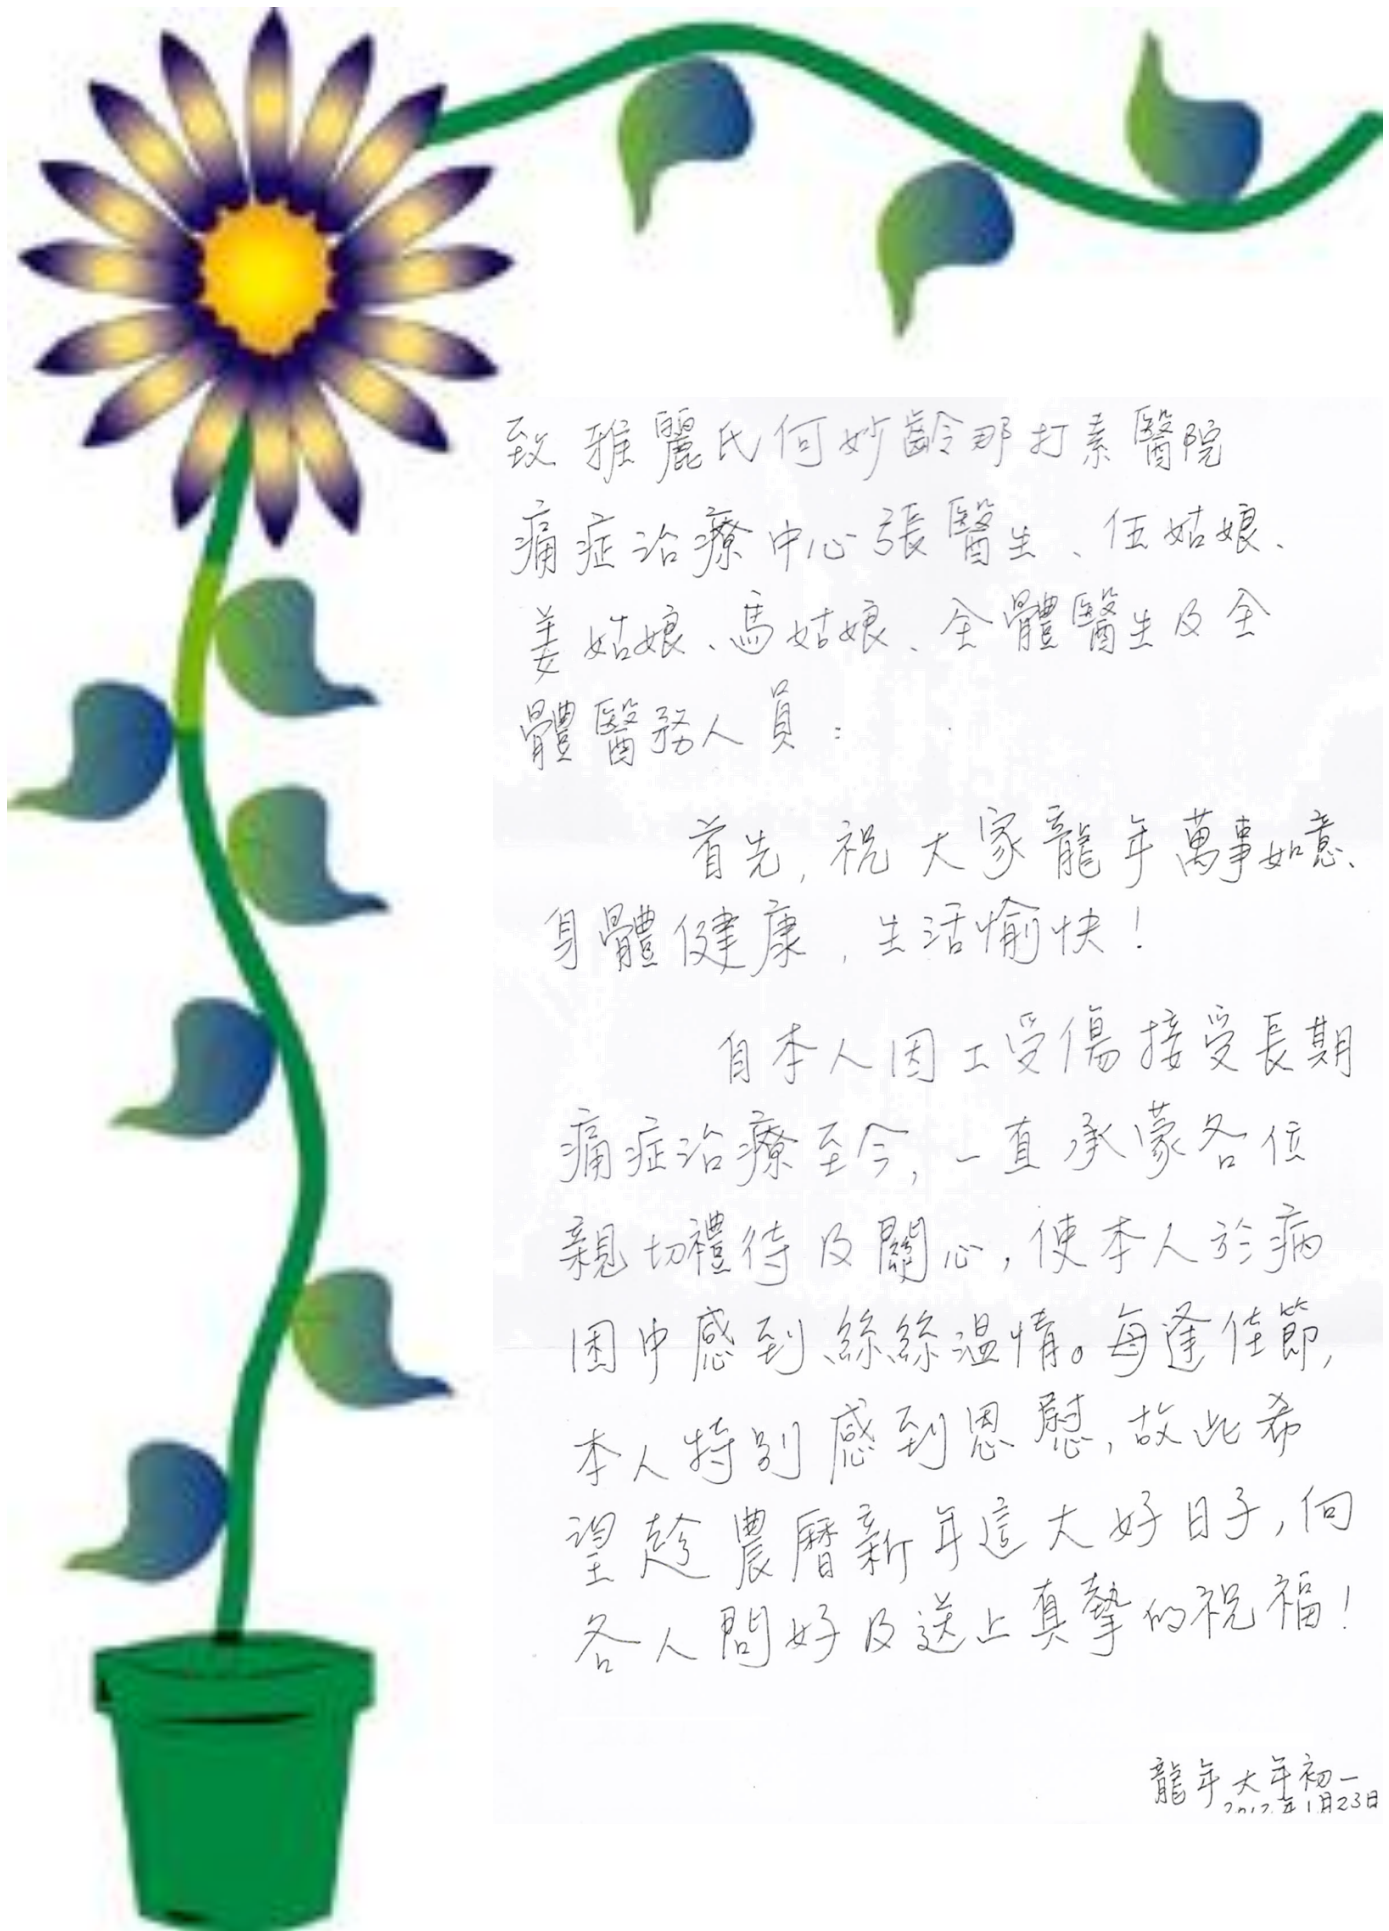 致雅麗氏何妙齡那打素醫院
痛症治療中心張醫生、伍姑娘、
姜姑娘、馬姑娘、全體醫生及全
體醫務人員：
首先，祝大家龍年萬事如意、
身體健康，生活愉快！
自本人因工受傷接受長期
痛症治療至今，一直承蒙各位
親切禮待及關心，使本人於病
困中感到絲絲溫情。每逢佳節，
本人特別感到恩慰，故此希
望趁農曆新年這大好日子，向
各人問好及送上真摯的祝福！
龍年大年初一
2012年1月23日